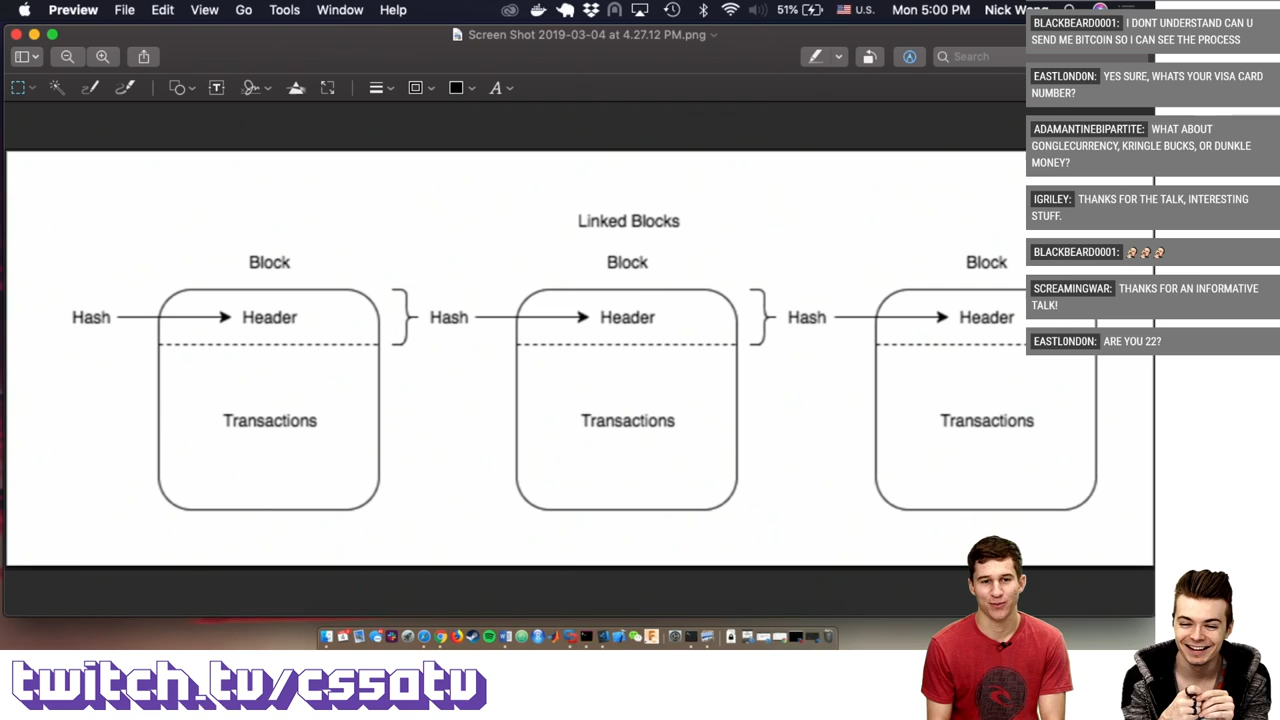 Preview File Edit View Go Tools Window Help 51% U.S. Mon 5:00 PM Nick
Screen Shot 2019-03-04 at 4.27.12 PM.png
Search
BLACKBEARD0001: I DONT UNDERSTAND CAN U
SEND ME BITCOIN SO I CAN SEE THE PROCESS
EASTL0ND0N: YES SURE, WHATS YOUR VISA CARD
NUMBER?
ADAMANTINEBIPARTITE: WHAT ABOUT
GONGLECURRENCY, KRINGLE BUCKS, OR DUNKLE
MONEY?
IGRILEY: THANKS FOR THE TALK, INTERESTING
STUFF.
BLACKBEARD0001:
SCREAMINGWAR: THANKS FOR AN INFORMATIVE
TALK!
EASTL0ND0N: ARE YOU 22?
Linked Blocks
Block Block Block
Hash Header Hash Header Hash Header
Transactions Transactions Transactions
twitch.tv/cssatv